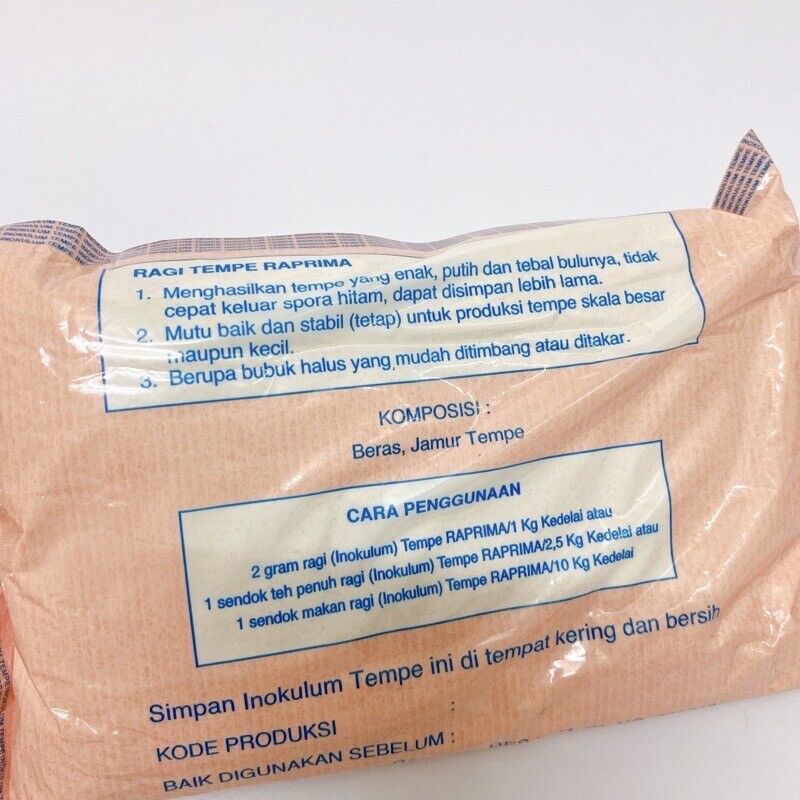 INOKULUM TEMPE
RAGI TEMPE RAPRIMA
1. Menghasilkan tempe yang enak, putih dan tebal bulunya, tidak
cepat keluar spora hitam, dapat disimpan lebih lama.
2. Mutu baik dan stabil (tetap) untuk produksi tempe skala besar
maupun kecil.
3. Berupa bubuk halus yang mudah ditimbang atau ditakar.
KOMPOSISI :
Beras, Jamur Tempe
CARA PENGGUNAAN
2 gram ragi (Inokulum) Tempe RAPRIMA/1 Kg Kedelai atau
1 sendok teh penuh ragi (Inokulum) Tempe RAPRIMA/2,5 Kg Kedelai atau
1 sendok makan ragi (Inokulum) Tempe RAPRIMA/10 Kg Kedelai
Simpan Inokulum Tempe ini di tempat kering dan bersih
KODE PRODUKSI :
BAIK DIGUNAKAN SEBELUM :